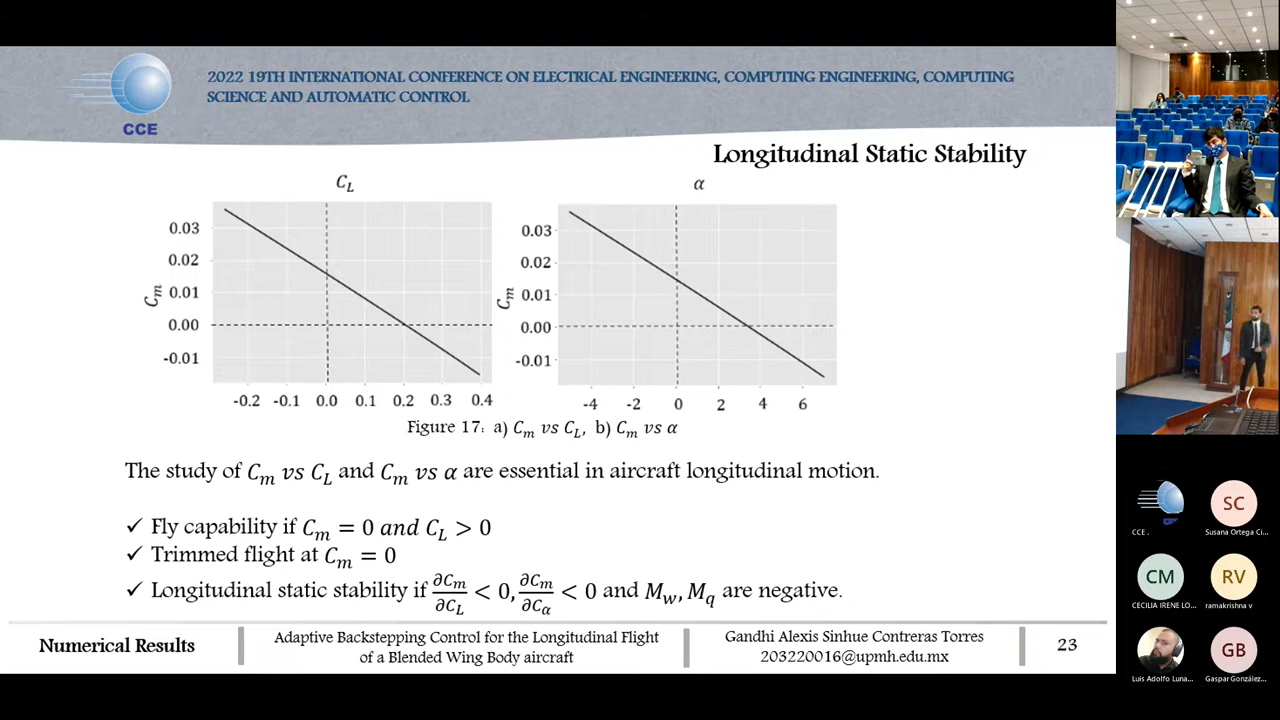 2022 19TH INTERNATIONAL CONFERENCE ON ELECTRICAL ENGINEERING, COMPUTING ENGINEERING, COMPUTING
SCIENCE AND AUTOMATIC CONTROL
CCE
Longitudinal Static Stability
C_L
α
0.03
0.02
0.01
0.00
-0.01
C_m
-0.2 -0.1 0.0 0.1 0.2 0.3 0.4
0.03
0.02
0.01
0.00
-0.01
C_m
-4 -2 0 2 4 6
Figure 17: a) C_m vs C_L, b) C_m vs α
The study of C_m vs C_L and C_m vs α are essential in aircraft longitudinal motion.
✓ Fly capability if C_m = 0 and C_L > 0
✓ Trimmed flight at C_m = 0
✓ Longitudinal static stability if ∂C_m/∂C_L < 0, ∂C_m/∂C_α < 0 and M_w, M_q are negative.
Numerical Results
Adaptive Backstepping Control for the Longitudinal Flight
of a Blended Wing Body aircraft
Gandhi Alexis Sinhue Contreras Torres
203220016@upmh.edu.mx
23
SC
CCE .
Susana Ortega Ci...
CM
RV
CECILIA IRENE LO...
ramakrishna v
GB
Luis Adolfo Luna...
Gaspar González...